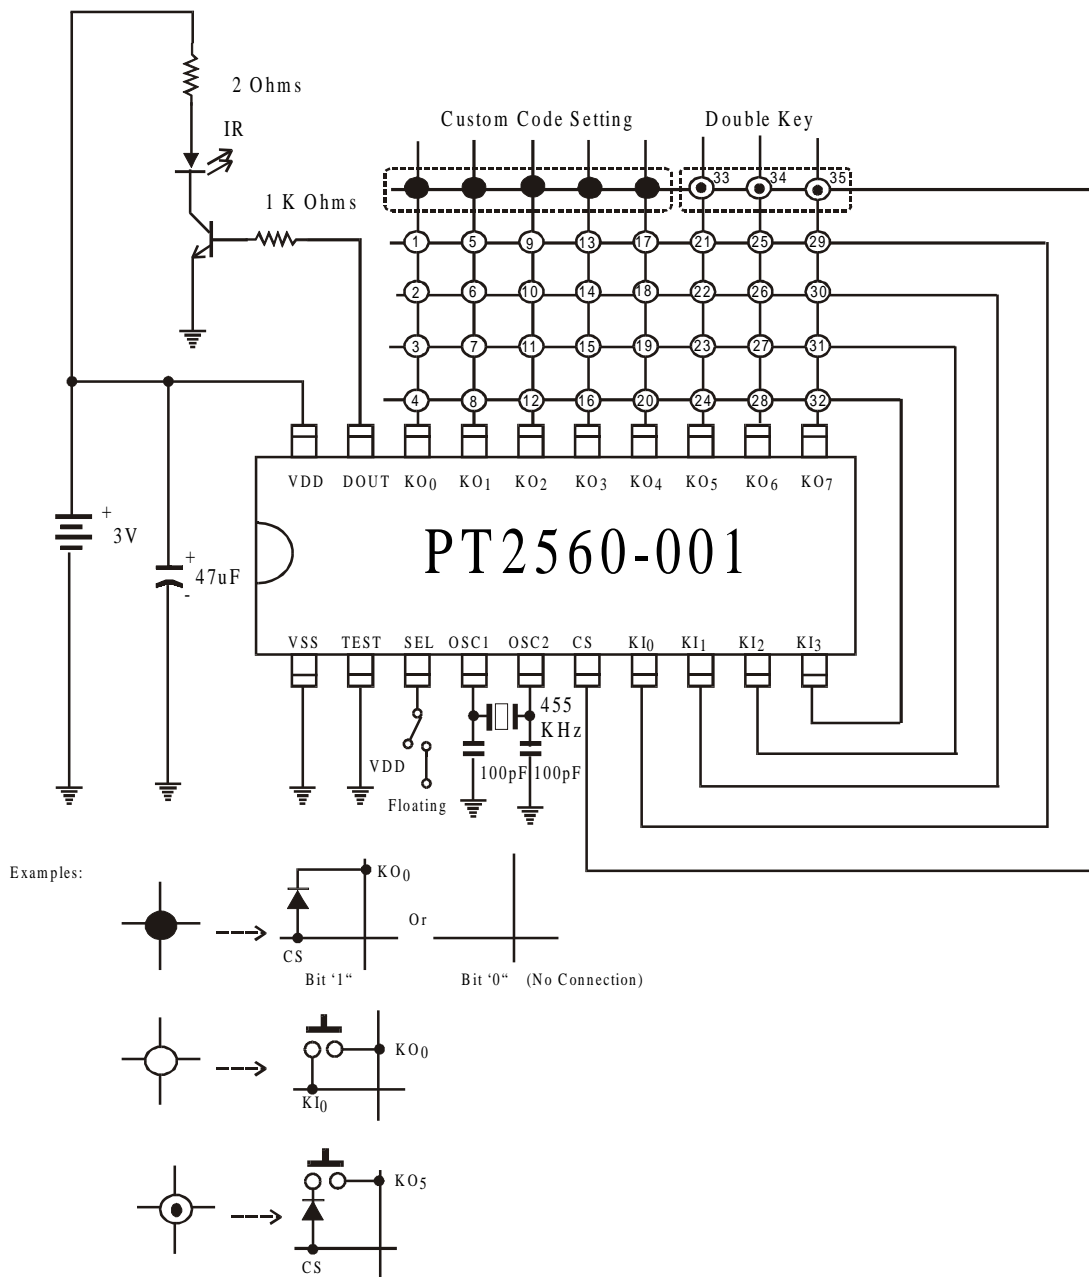 2 Ohms
IR
Custom Code Setting Double Key
33 34 35
1 K Ohms
1 5 9 13 17 21 25 29
2 6 10 14 18 22 26 30
3 7 11 15 19 23 27 31
4 8 12 16 20 24 28 32
VDD DOUT KO0 KO1 KO2 KO3 KO4 KO5 KO6 KO7
+
3V
PT2560-001
+
47uF
-
VSS TEST SEL OSC1 OSC2 CS KI0 KI1 KI2 KI3
455
KHz
VDD
100pF 100pF
Floating
Examples:
KO0
Or
CS
Bit ‘1“ Bit ‘0“ (No Connection)
KO0
KI0
KO5
CS